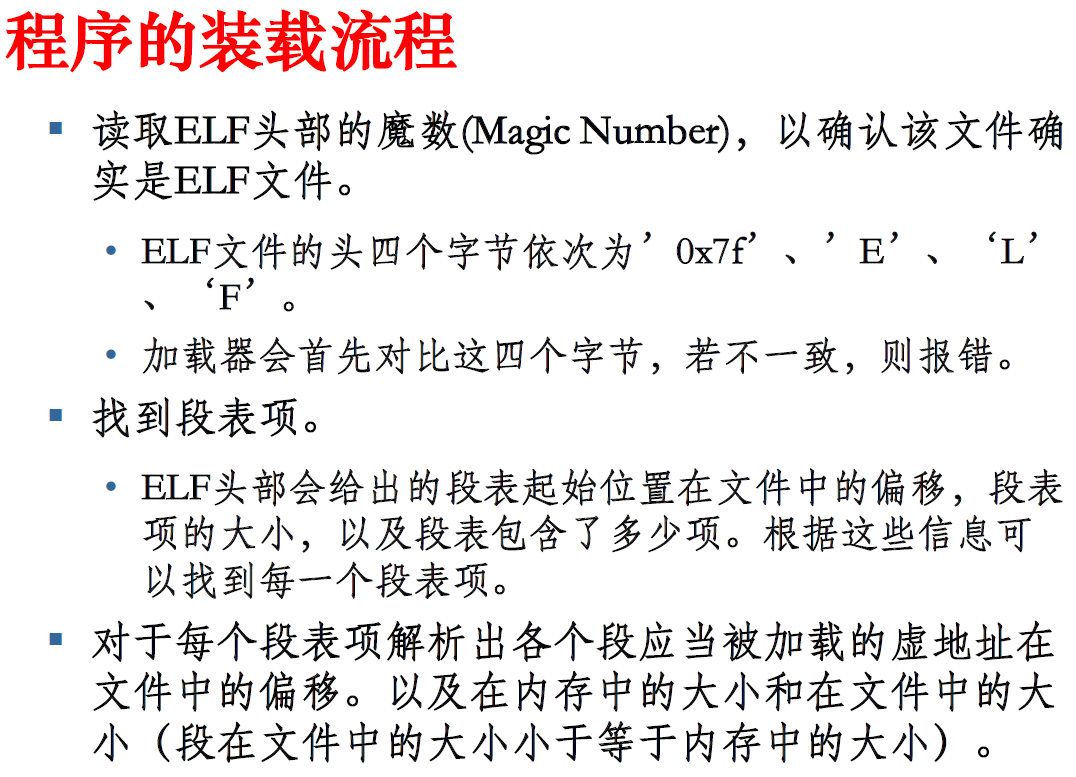 程序的装载流程
读取ELF头部的魔数(Magic Number)，以确认该文件确
实是ELF文件。
ELF文件的头四个字节依次为’0x7f’、’E’、‘L’
、‘F’。
加载器会首先对比这四个字节，若不一致，则报错。
找到段表项。
ELF头部会给出的段表起始位置在文件中的偏移，段表
项的大小，以及段表包含了多少项。根据这些信息可
以找到每一个段表项。
对于每个段表项解析出各个段应当被加载的虚地址在
文件中的偏移。以及在内存中的大小和在文件中的大
小（段在文件中的大小小于等于内存中的大小）。